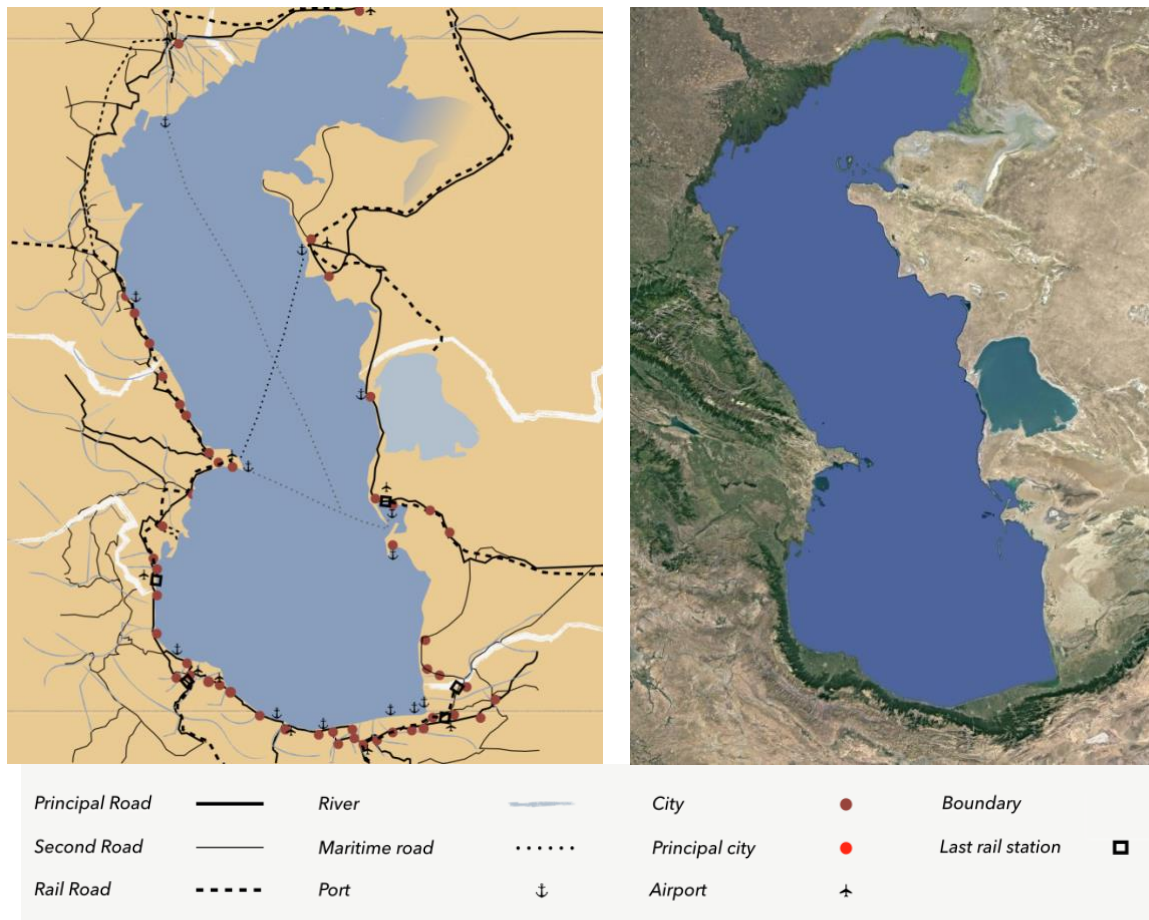 Principal Road
River
City
Boundary
Second Road
Maritime road
Principal city
Last rail station
Rail Road
Port
Airport